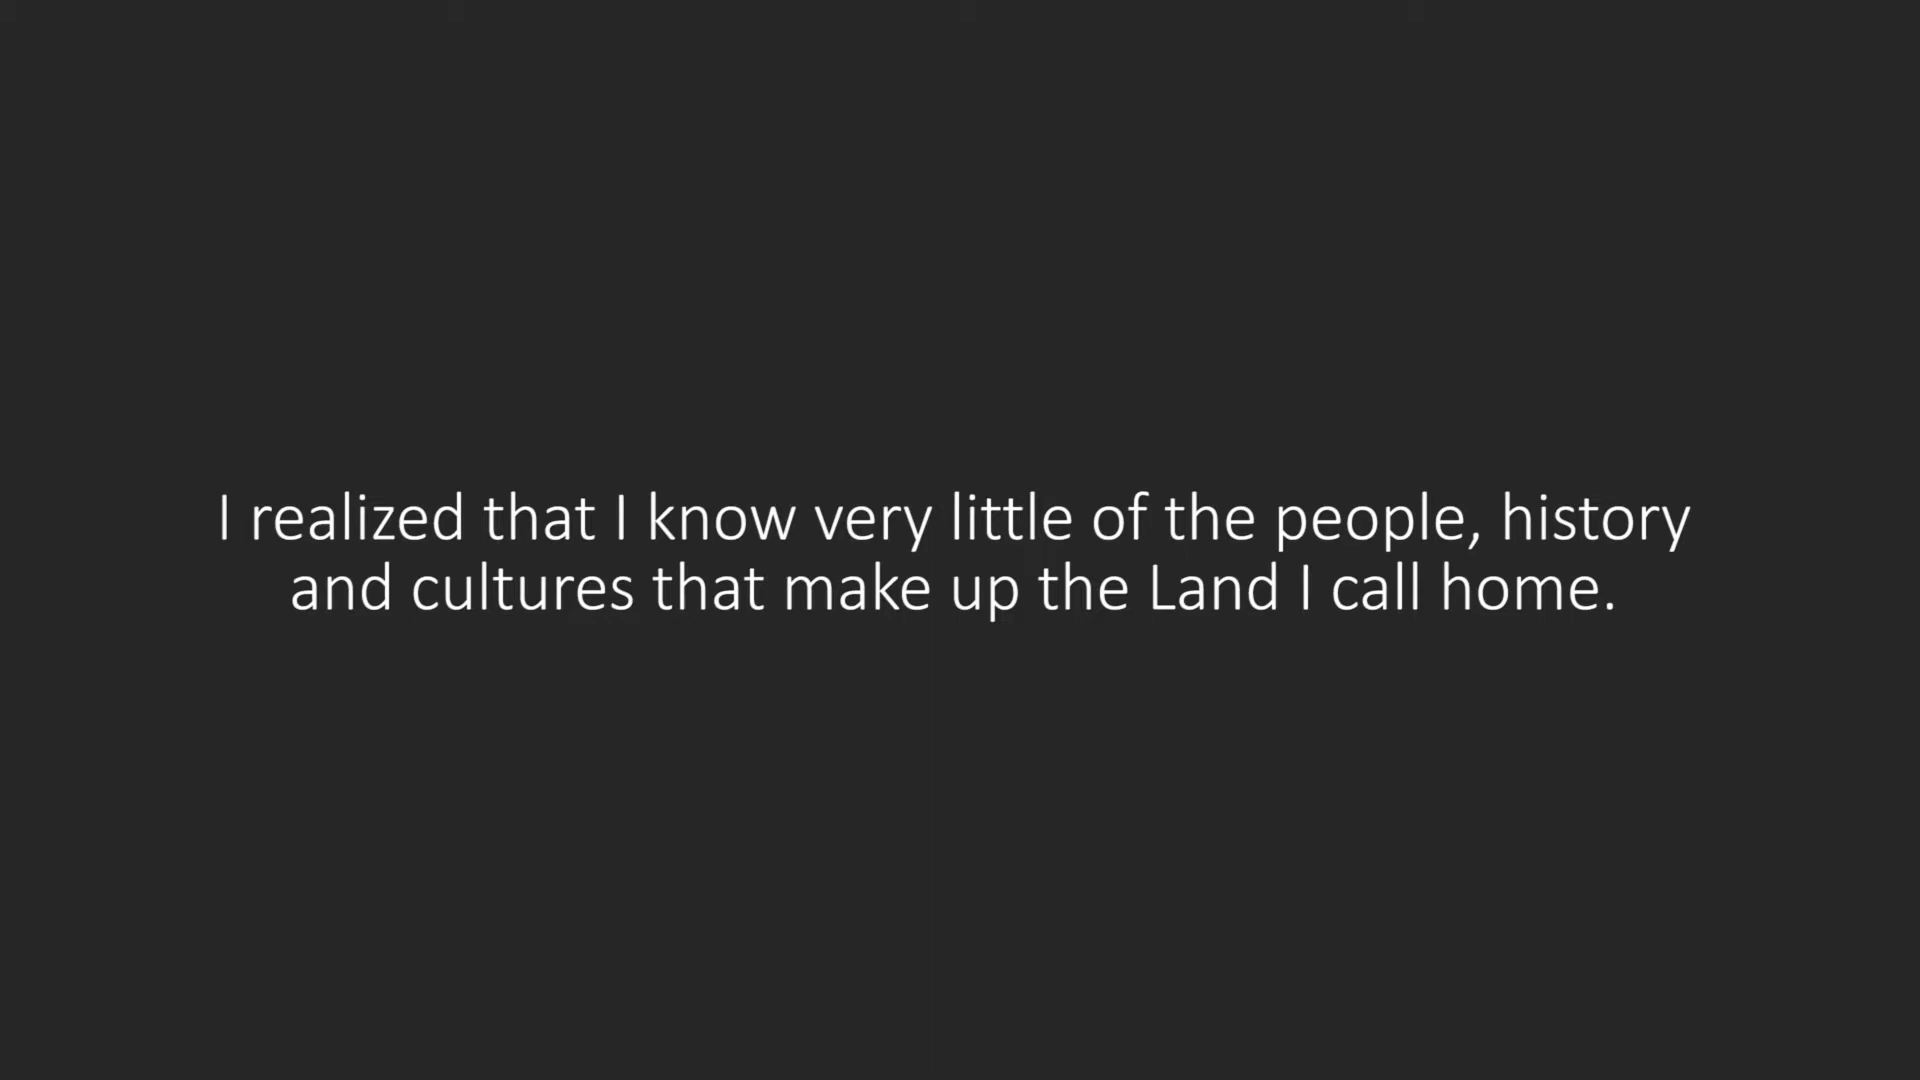 I realized that I know very little of the people, history
and cultures that make up the Land I call home.